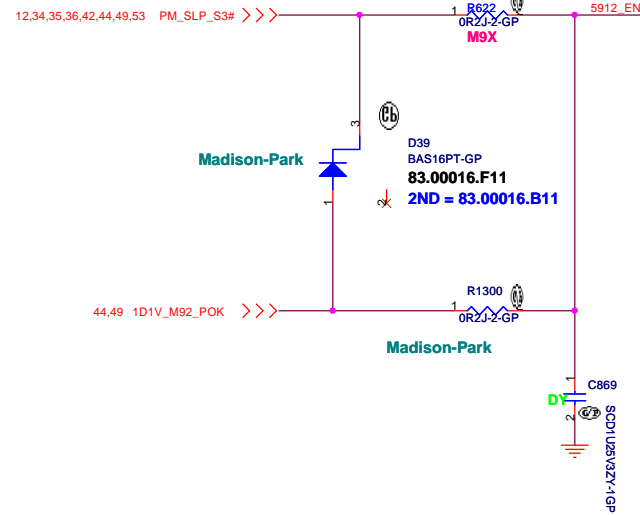 12,34,35,36,42,44,49,53 PM_SLP_S3#
1
R622
0R2J-2-GP
M9X
5912_EN
3
D39
BAS16PT-GP
83.00016.F11
2ND = 83.00016.B11
Madison-Park
1
2
44,49 1D1V_M92_POK
1
R1300
0R2J-2-GP
Madison-Park
1
C869
DY
2
SCD1U25V3ZY-1GP